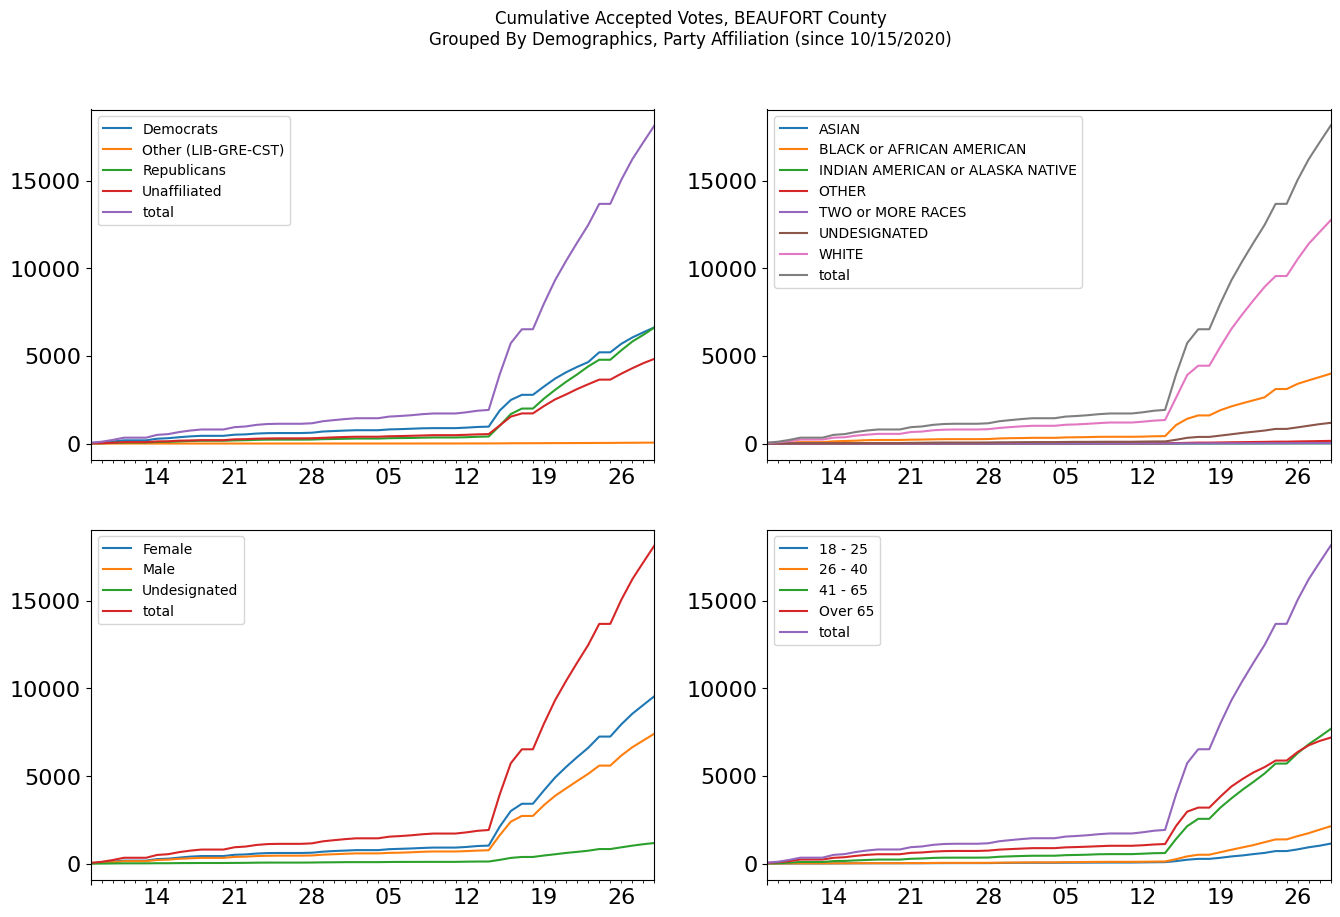 Cumulative Accepted Votes, BEAUFORT County
Grouped By Demographics, Party Affiliation (since 10/15/2020)
Democrats
Other (LIB-GRE-CST)
Republicans
Unaffiliated
total
15000
10000
5000
0
14 21 28 05 12 19 26
ASIAN
BLACK or AFRICAN AMERICAN
INDIAN AMERICAN or ALASKA NATIVE
OTHER
TWO or MORE RACES
UNDESIGNATED
WHITE
total
15000
10000
5000
0
14 21 28 05 12 19 26
Female
Male
Undesignated
total
15000
10000
5000
0
14 21 28 05 12 19 26
18 - 25
26 - 40
41 - 65
Over 65
total
15000
10000
5000
0
14 21 28 05 12 19 26